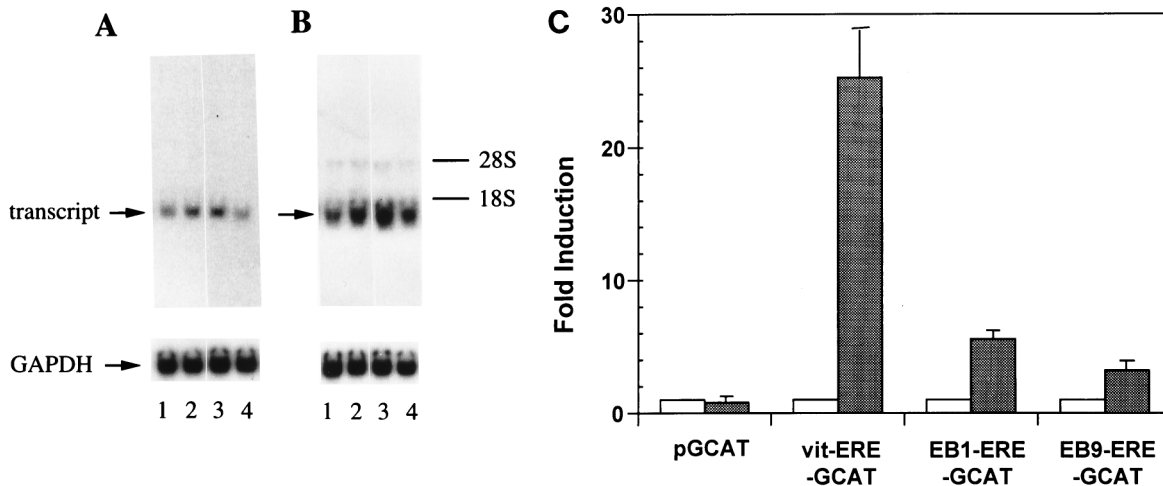 A
B
28S
18S
transcript
GAPDH
1 2 3 4
1 2 3 4
C
Fold Induction
30
20
10
0
pGCAT
vit-ERE
-GCAT
EB1-ERE
-GCAT
EB9-ERE
-GCAT